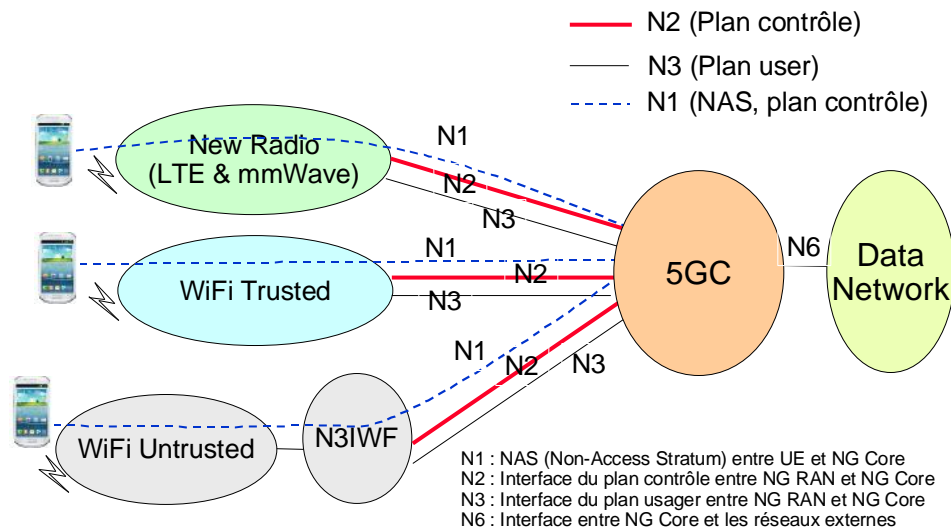 N2 (Plan contrôle)
N3 (Plan user)
N1 (NAS, plan contrôle)
New Radio
(LTE & mmWave)
N1
N2
N3
WiFi Trusted
N1
N2
N3
5GC
N6
Data
Network
WiFi Untrusted
N3IWF
N1
N2
N3
N1 : NAS (Non-Access Stratum) entre UE et NG Core
N2 : Interface du plan contrôle entre NG RAN et NG Core
N3 : Interface du plan usager entre NG RAN et NG Core
N6 : Interface entre NG Core et les réseaux externes